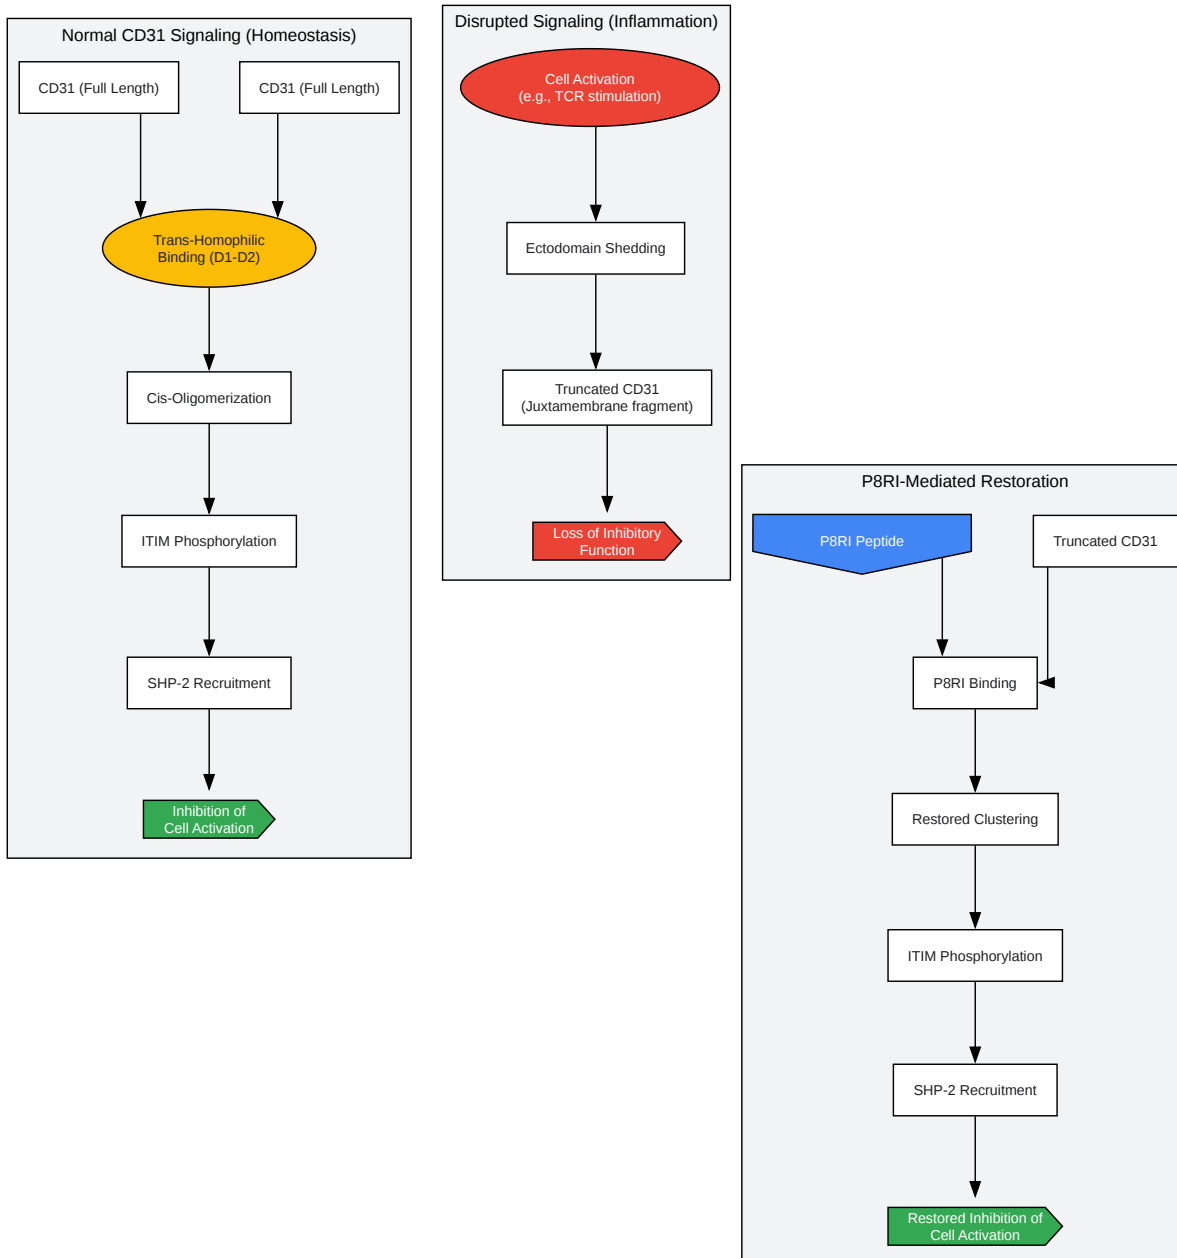 Normal CD31 Signaling (Homeostasis)
CD31 (Full Length)
CD31 (Full Length)
Trans-Homophilic
Binding (D1-D2)
Cis-Oligomerization
ITIM Phosphorylation
SHP-2 Recruitment
Inhibition of
Cell Activation
Disrupted Signaling (Inflammation)
Cell Activation
(e.g., TCR stimulation)
Ectodomain Shedding
Truncated CD31
(Juxtamembrane fragment)
Loss of Inhibitory
Function
P8RI-Mediated Restoration
P8RI Peptide
Truncated CD31
P8RI Binding
Restored Clustering
ITIM Phosphorylation
SHP-2 Recruitment
Restored Inhibition of
Cell Activation